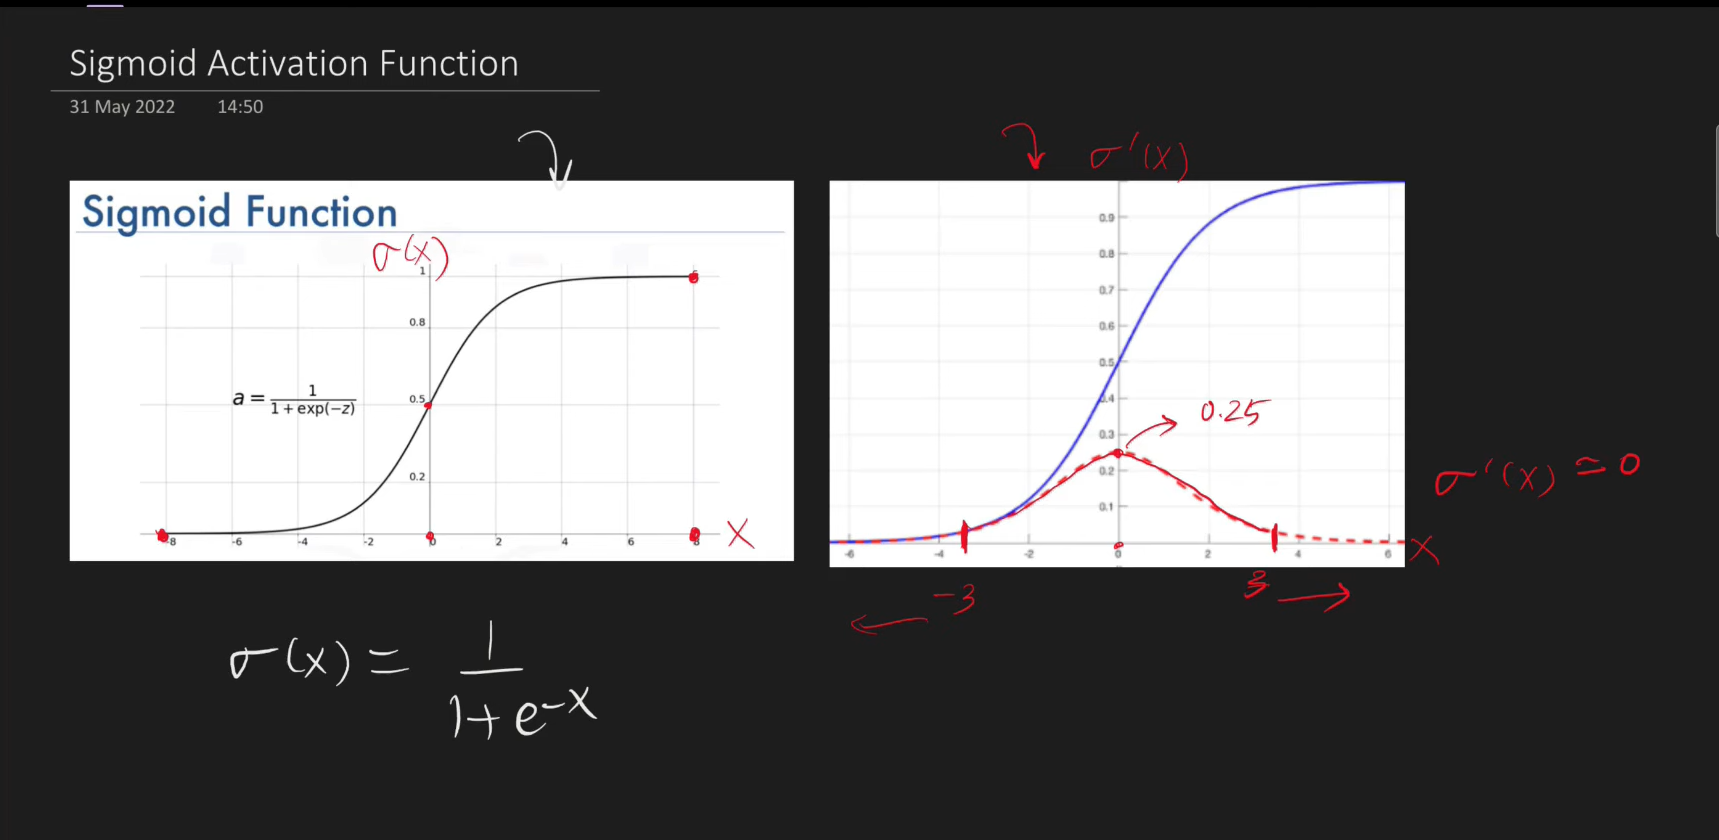 Sigmoid Activation Function
31 May 2022 14:50
Sigmoid Function
σ(x)
1
0.8
0.5
0.2
a = 1 / (1 + exp(−z))
-8 -6 -4 -2 0 2 4 6 8
x
σ(x) = 1 / (1 + e^-x)
σ'(x)
0.9
0.8
0.7
0.6
0.5
0.4
0.3
0.2
0.1
0.25
-6 -4 -2 0 2 4 6
x
-3 3
σ'(x) ≃ 0